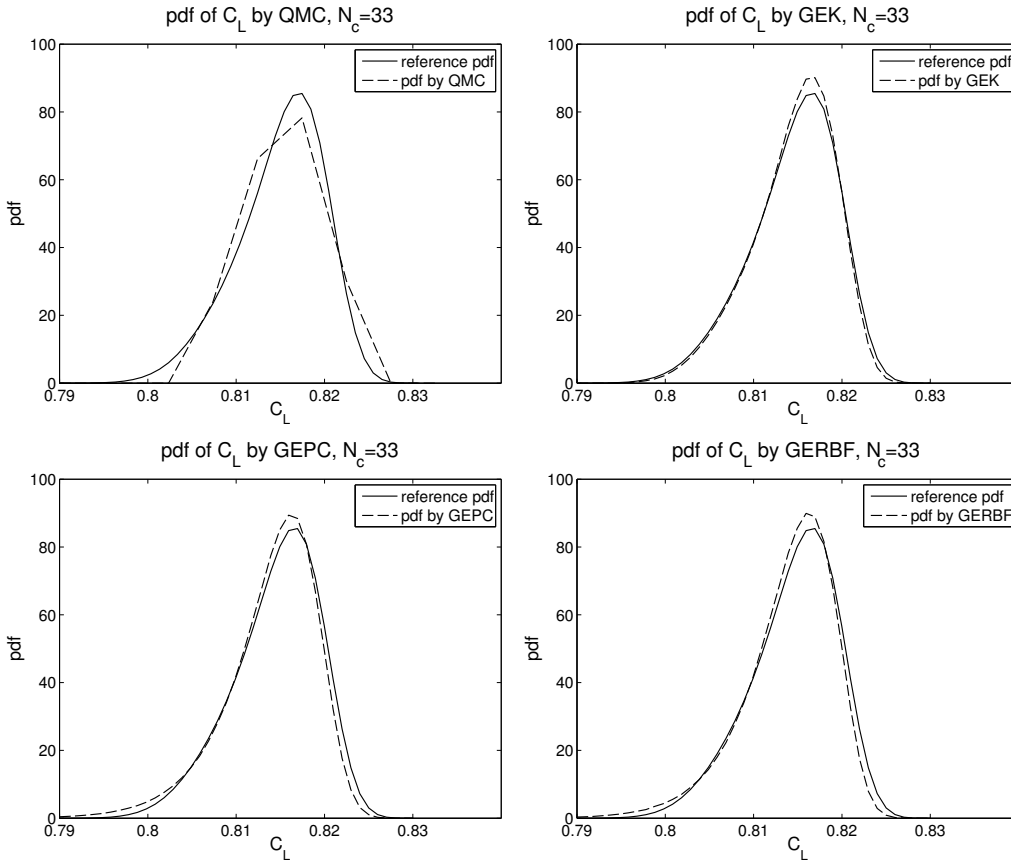 pdf of C_L by QMC, N_c=33
100
80
60
40
20
0
pdf
0.79
0.8
0.81
0.82
0.83
C_L
reference pdf
pdf by QMC
pdf of C_L by GEK, N_c=33
100
80
60
40
20
0
pdf
0.79
0.8
0.81
0.82
0.83
C_L
reference pdf
pdf by GEK
pdf of C_L by GEPC, N_c=33
100
80
60
40
20
0
pdf
0.79
0.8
0.81
0.82
0.83
C_L
reference pdf
pdf by GEPC
pdf of C_L by GERBF, N_c=33
100
80
60
40
20
0
pdf
0.79
0.8
0.81
0.82
0.83
C_L
reference pdf
pdf by GERBF